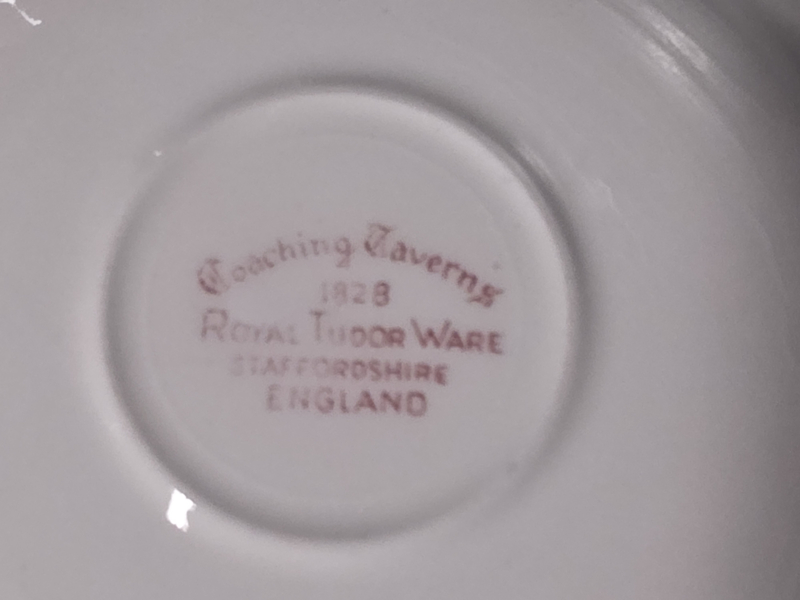 Coaching Taverns
1828
ROYAL TUDOR WARE
STAFFORDSHIRE
ENGLAND